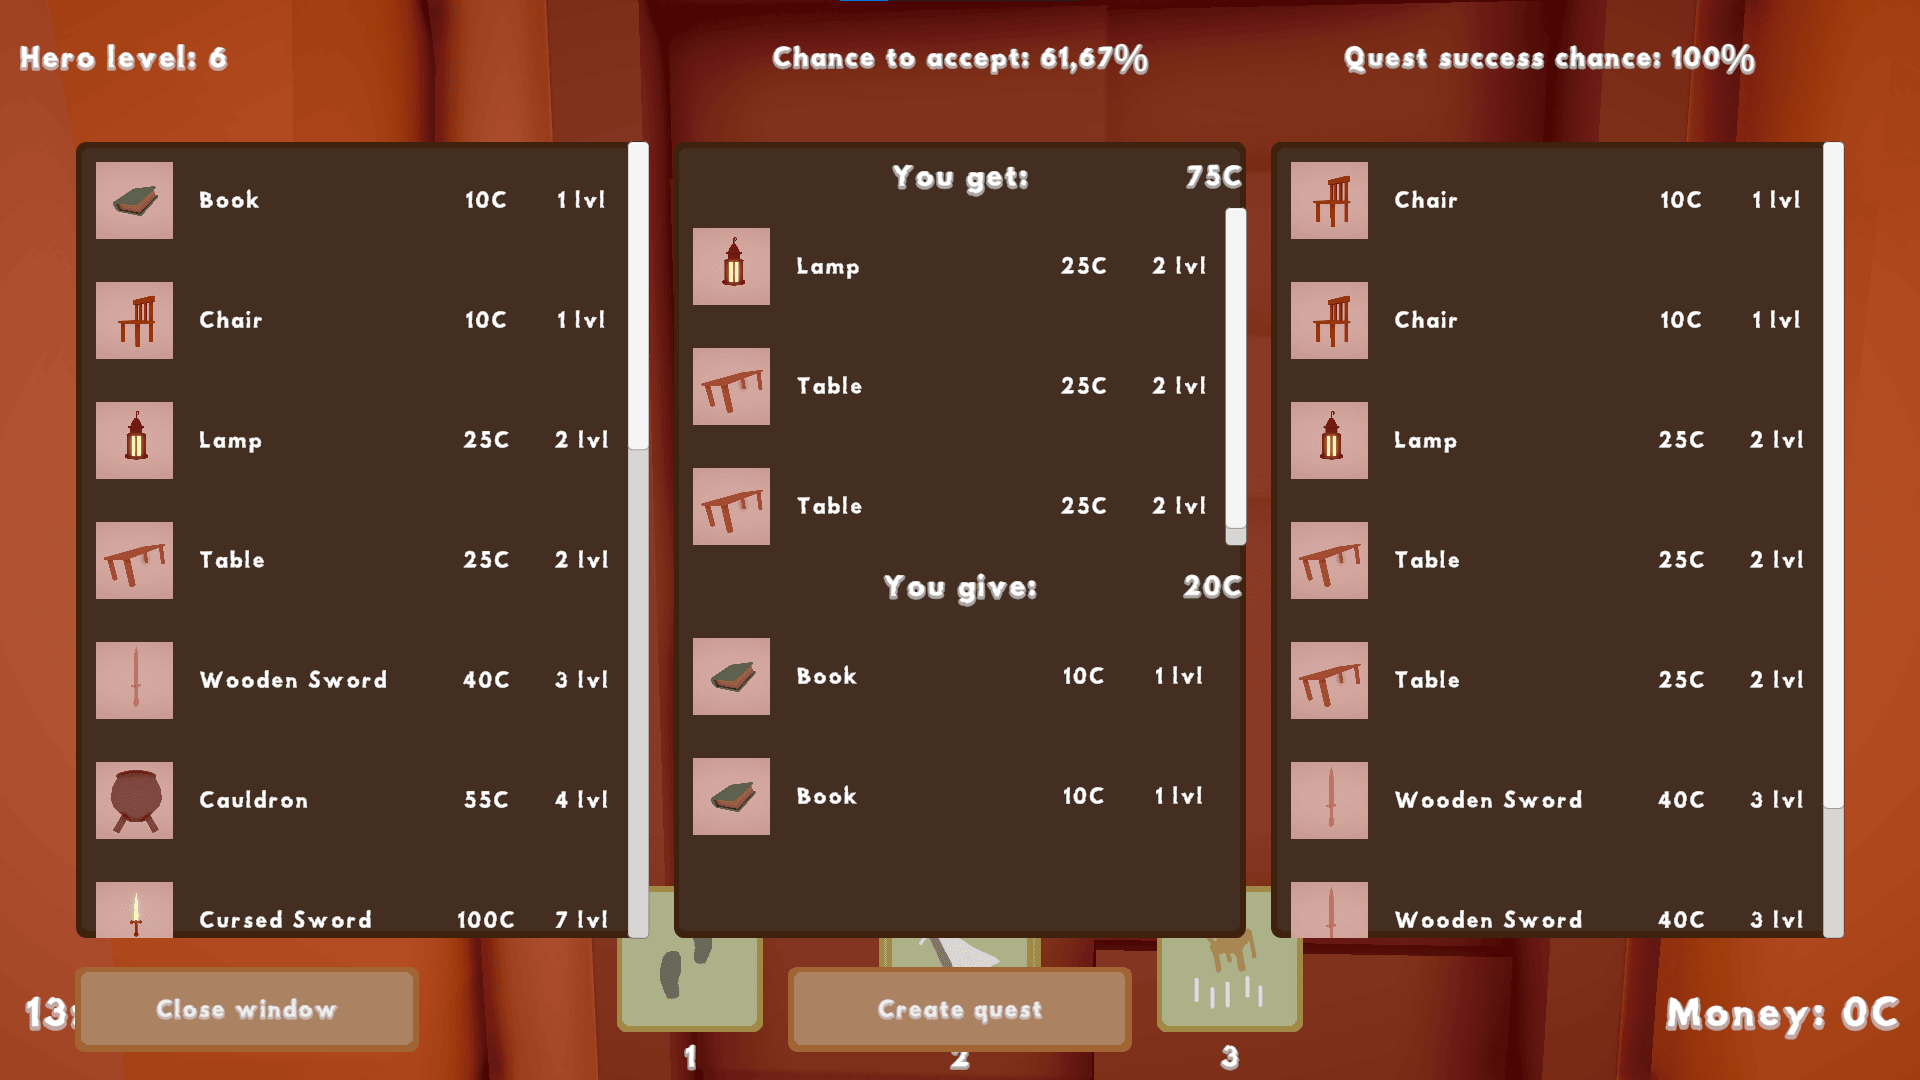 Hero level: 6
Chance to accept: 61,67%
Quest success chance: 100%
Book 10C 1 lvl
Chair 10C 1 lvl
Lamp 25C 2 lvl
Table 25C 2 lvl
Wooden Sword 40C 3 lvl
Cauldron 55C 4 lvl
Cursed Sword 100C 7 lvl
You get: 75C
Lamp 25C 2 lvl
Table 25C 2 lvl
Table 25C 2 lvl
You give: 20C
Book 10C 1 lvl
Book 10C 1 lvl
Chair 10C 1 lvl
Chair 10C 1 lvl
Lamp 25C 2 lvl
Table 25C 2 lvl
Table 25C 2 lvl
Wooden Sword 40C 3 lvl
Wooden Sword 40C 3 lvl
13:
Close window
Create quest
Money: 0C
1
2
3